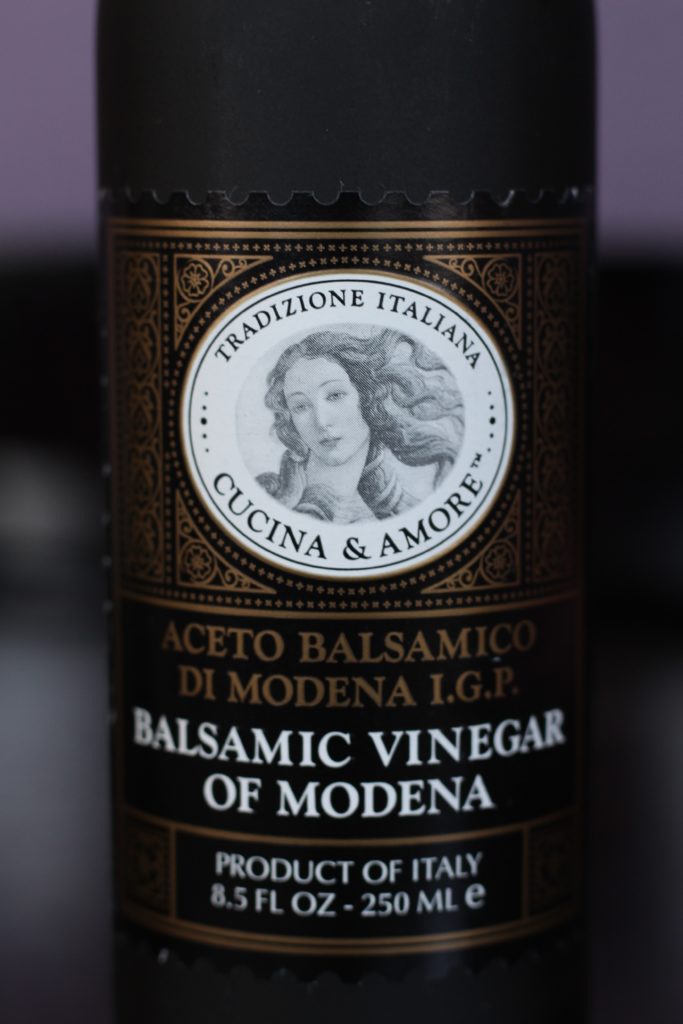 TRADIZIONE ITALIANA
CUCINA & AMORE™
ACETO BALSAMICO
DI MODENA I.G.P.
BALSAMIC VINEGAR
OF MODENA
PRODUCT OF ITALY
8.5 FL OZ - 250 ML e